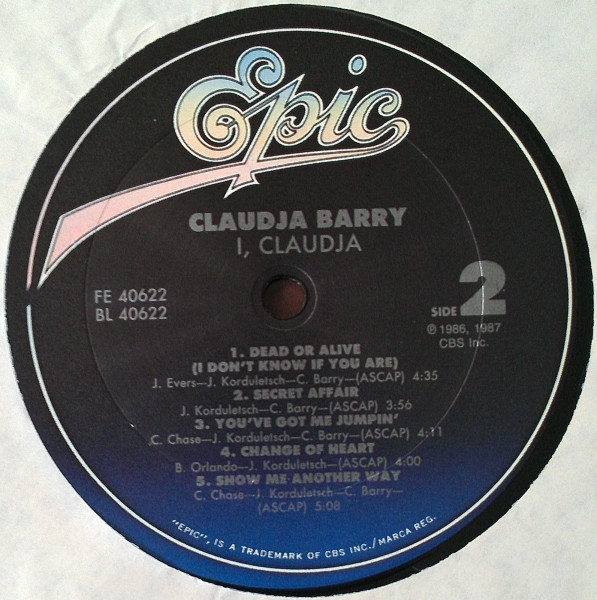 Epic
CLAUDJA BARRY
I, CLAUDJA
FE 40622
BL 40622
SIDE 2
℗ 1986, 1987
CBS Inc.
1. DEAD OR ALIVE
(I DON'T KNOW IF YOU ARE)
J. Evers—J. Korduletsch—C. Barry—(ASCAP) 4:35
2. SECRET AFFAIR
J. Korduletsch—C. Barry—(ASCAP) 3:56
3. YOU'VE GOT ME JUMPIN'
C. Chase—J. Korduletsch—C. Barry—(ASCAP) 4:11
4. CHANGE OF HEART
B. Orlando—J. Korduletsch—(ASCAP) 4:00
5. SHOW ME ANOTHER WAY
C. Chase—J. Korduletsch—C. Barry—
(ASCAP) 5:08
"EPIC", IS A TRADEMARK OF CBS INC./MARCA REG.